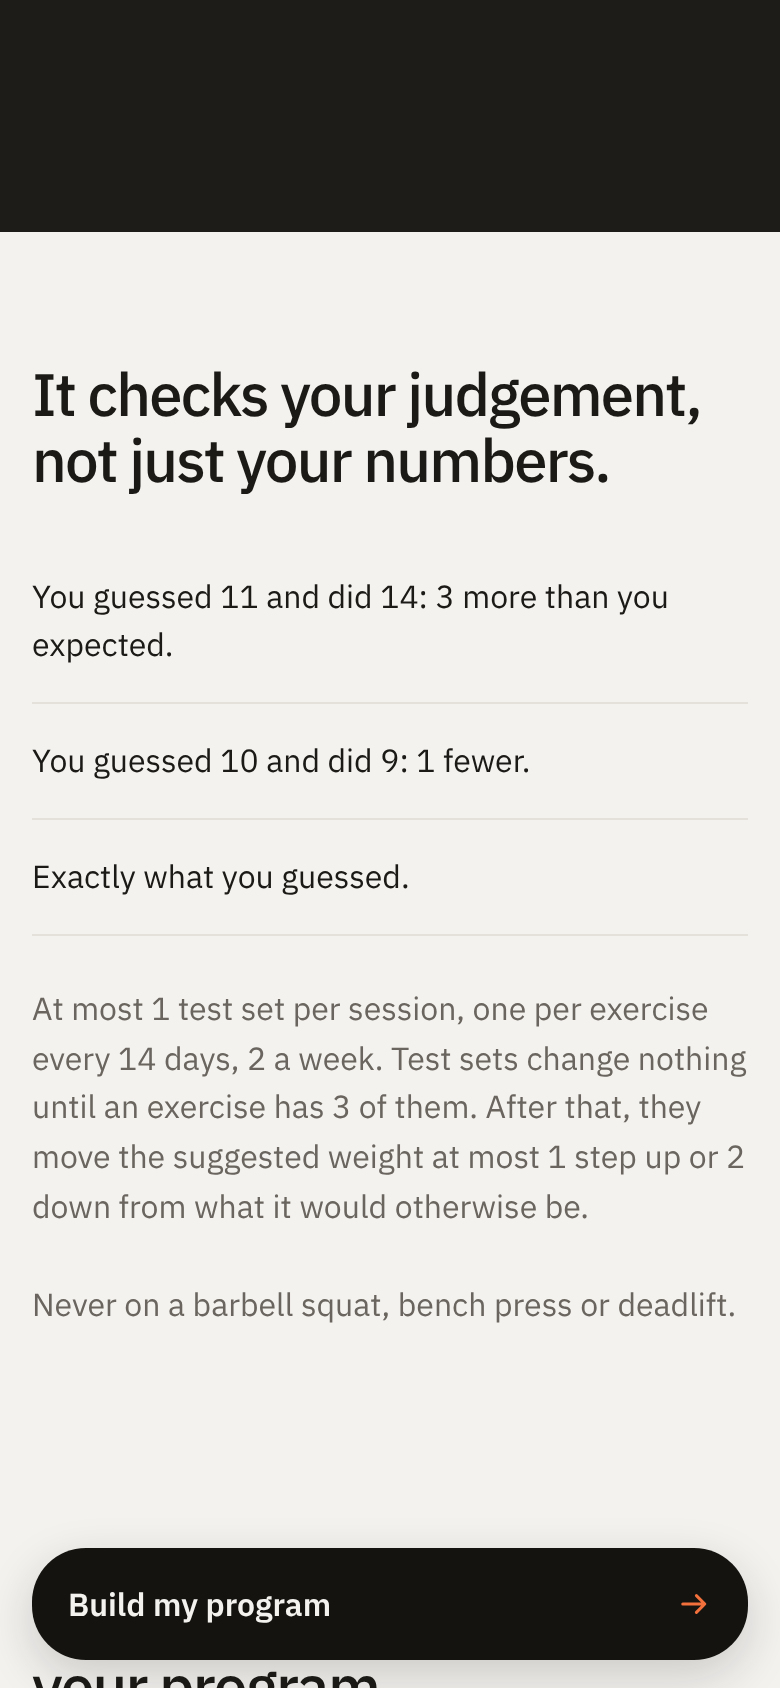 It checks your judgement,
not just your numbers.
You guessed 11 and did 14: 3 more than you
expected.
You guessed 10 and did 9: 1 fewer.
Exactly what you guessed.
At most 1 test set per session, one per exercise
every 14 days, 2 a week. Test sets change nothing
until an exercise has 3 of them. After that, they
move the suggested weight at most 1 step up or 2
down from what it would otherwise be.
Never on a barbell squat, bench press or deadlift.
Build my program
your program